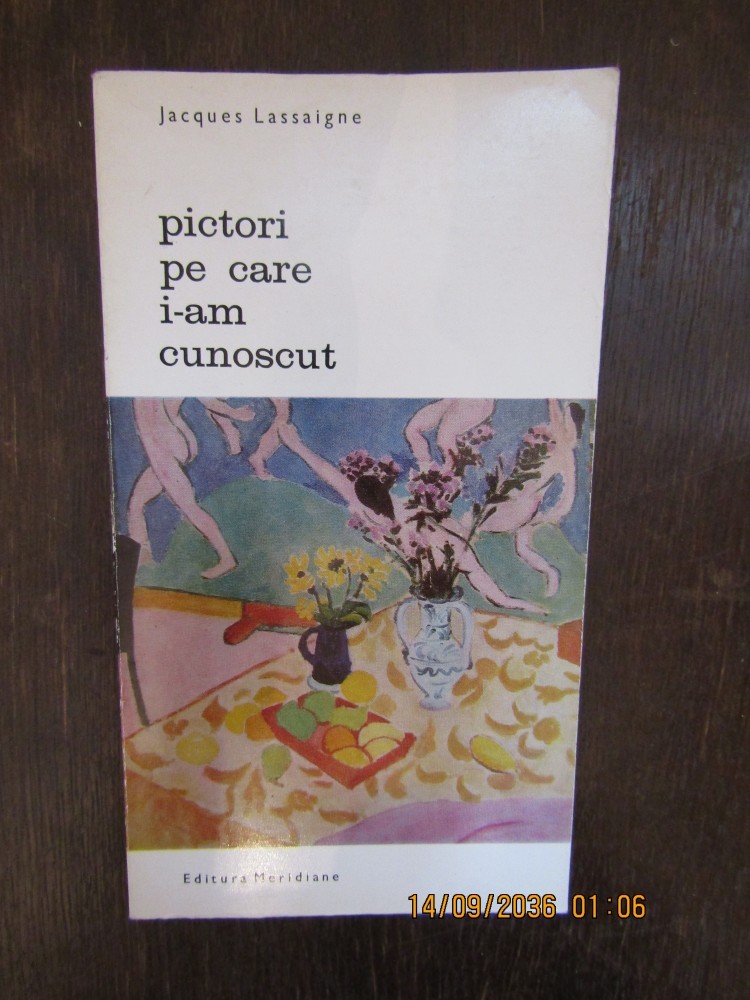 Jacques Lassaigne
pictori
pe care
i-am
cunoscut
Editura Meridiane
14/09/2036 01:06